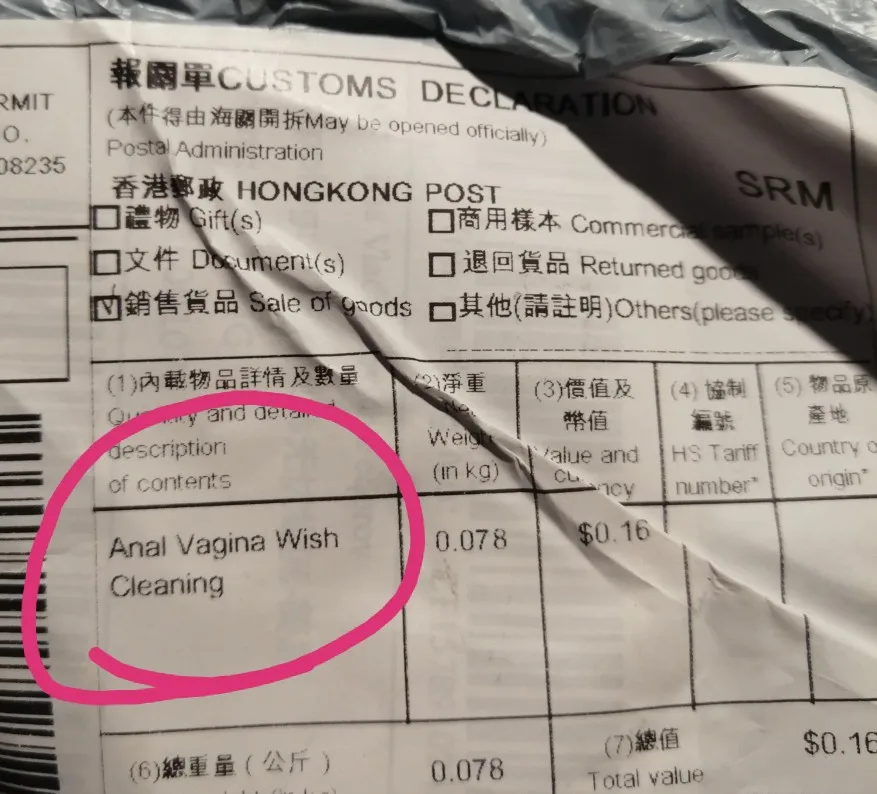 報關單CUSTOMS DECLARATION
RMIT
(本件得由海關開拆May be opened officially)
O.
Postal Administration
08235
香港郵政 HONGKONG POST
SRM
禮物 Gift(s)
商用樣本 Commercial sample(s)
文件 Document(s)
退回貨品 Returned goods
銷售貨品 Sale of goods
其他(請註明)Others(please specify)
(1)內載物品詳情及數量
Quantity and detailed
description
of contents
(2)淨重
Net
Weight
(in kg)
(3)價值及
幣值
Value and
currency
(4) 協制
編號
HS Tariff
number*
(5) 物品原
產地
Country o
origin*
Anal Vagina Wish
Cleaning
0.078
$0.16
(6)總重量(公斤)
0.078
(7)總值
Total value
$0.16